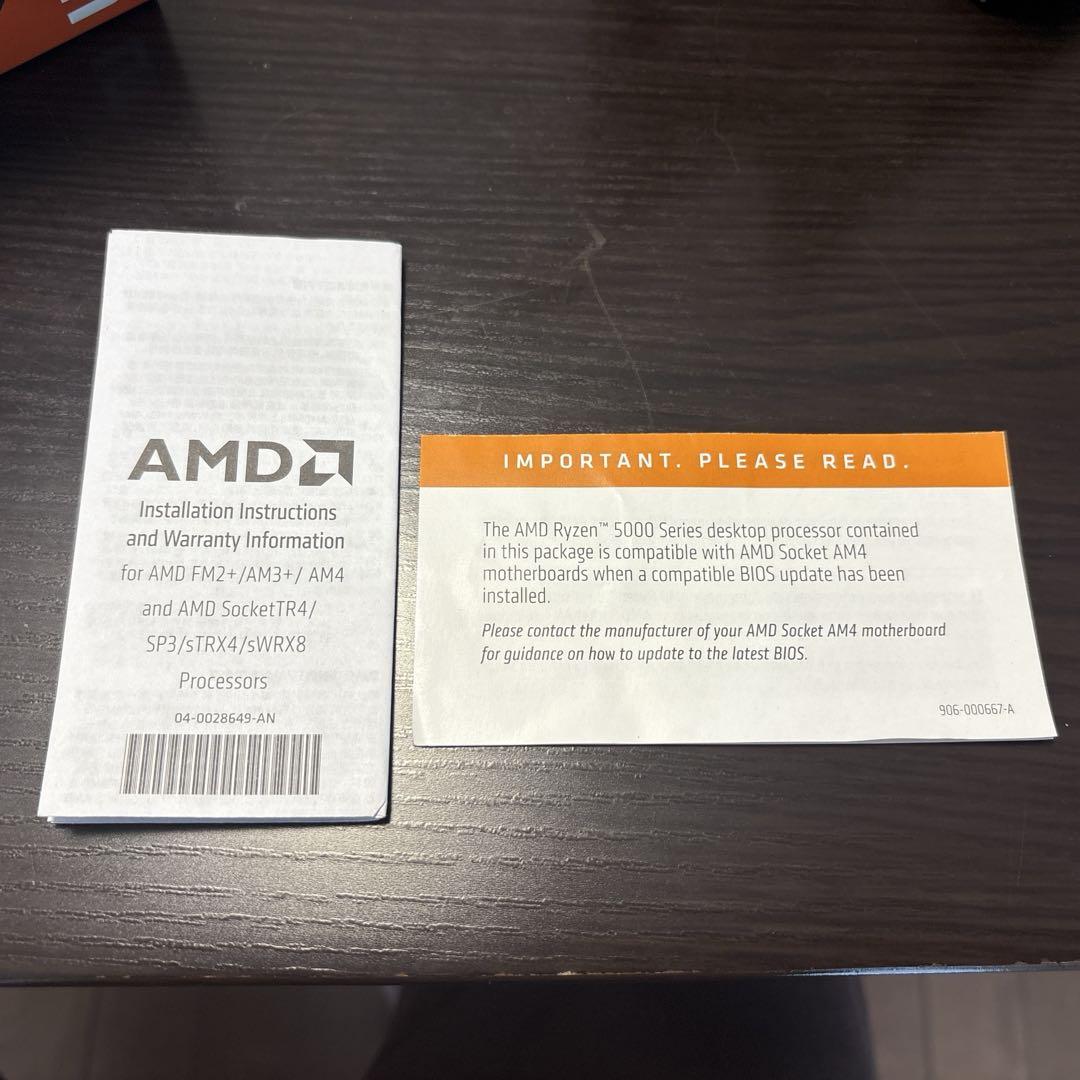 AMD
Installation Instructions
and Warranty Information
for AMD FM2+/AM3+/ AM4
and AMD SocketTR4/
SP3/sTRX4/sWRX8
Processors
04-0028649-AN
IMPORTANT. PLEASE READ.
The AMD Ryzen™ 5000 Series desktop processor contained
in this package is compatible with AMD Socket AM4
motherboards when a compatible BIOS update has been
installed.
Please contact the manufacturer of your AMD Socket AM4 motherboard
for guidance on how to update to the latest BIOS.
906-000667-A